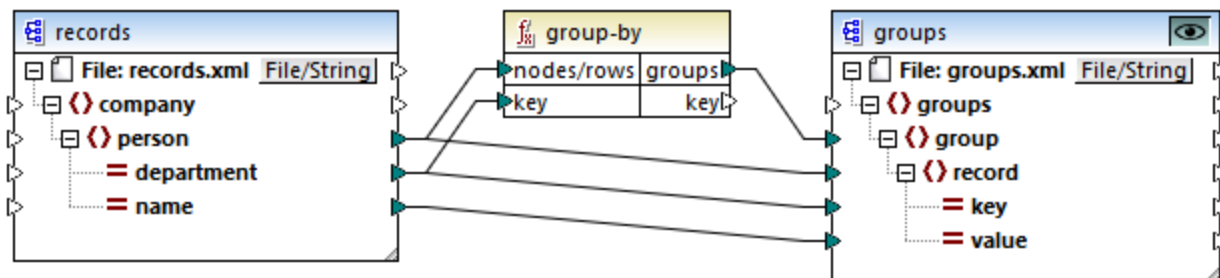 records
File: records.xml File/String
company
person
department
name
group-by
nodes/rows groups
key key
groups
File: groups.xml File/String
groups
group
record
key
value